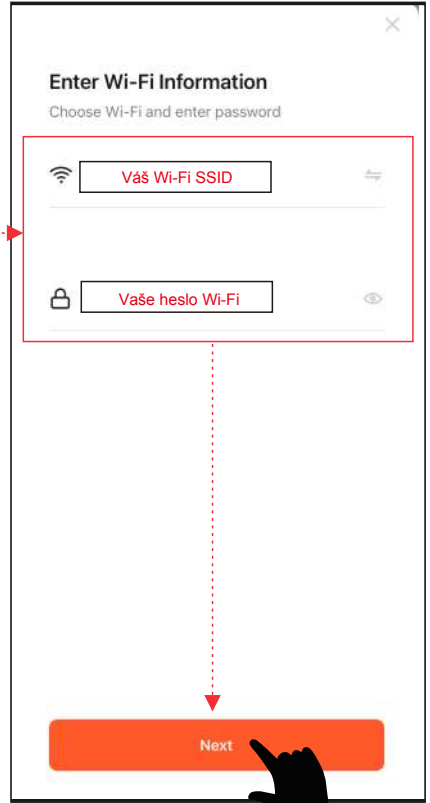 Enter Wi-Fi Information
Choose Wi-Fi and enter password
Váš Wi-Fi SSID
Vaše heslo Wi-Fi
Next